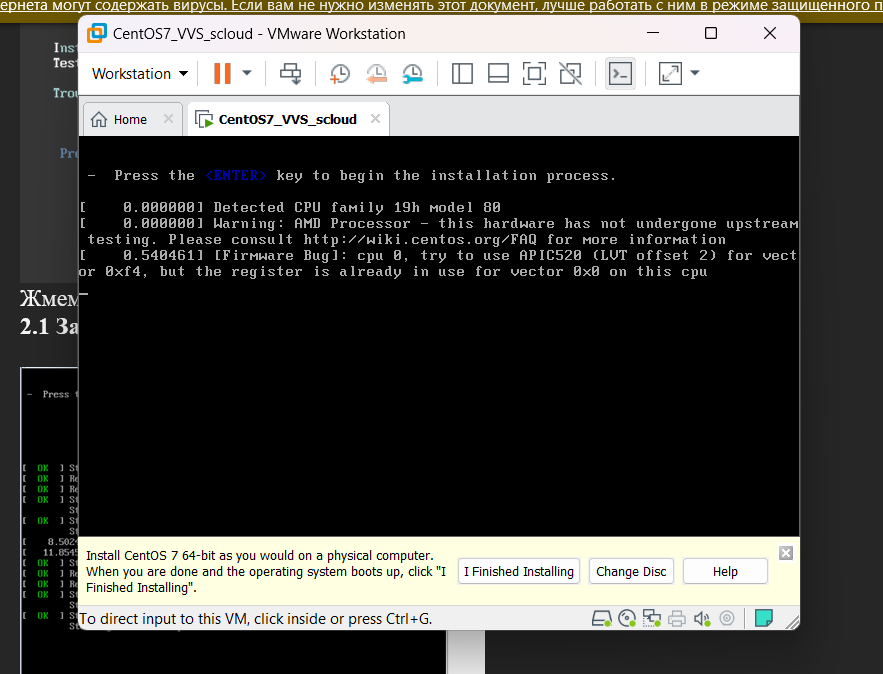 ернета могут содержать вирусы. Если вам не нужно изменять этот документ, лучше работать с ним в режиме защищенного п
CentOS7_VVS_scloud - VMware Workstation
Workstation
Home
CentOS7_VVS_scloud
- Press the <ENTER> key to begin the installation process.
[    0.000000] Detected CPU family 19h model 80
[    0.000000] Warning: AMD Processor - this hardware has not undergone upstream
testing. Please consult http://wiki.centos.org/FAQ for more information
[    0.540461] [Firmware Bug]: cpu 0, try to use APIC520 (LVT offset 2) for vect
or 0xf4, but the register is already in use for vector 0x0 on this cpu
Inst
Test
Trou
Pre
Жмем
2.1 За
- Press t
[ OK ] St
[ OK ] Re
[ OK ] Re
[ OK ] St
St
[ OK ] St
St
[ 8.5024
[ 11.8545
[ OK ] St
[ OK ] Re
[ OK ] Re
[ OK ] St
St
[ OK ] St
Install CentOS 7 64-bit as you would on a physical computer.
When you are done and the operating system boots up, click "I
Finished Installing".
I Finished Installing
Change Disc
Help
To direct input to this VM, click inside or press Ctrl+G.